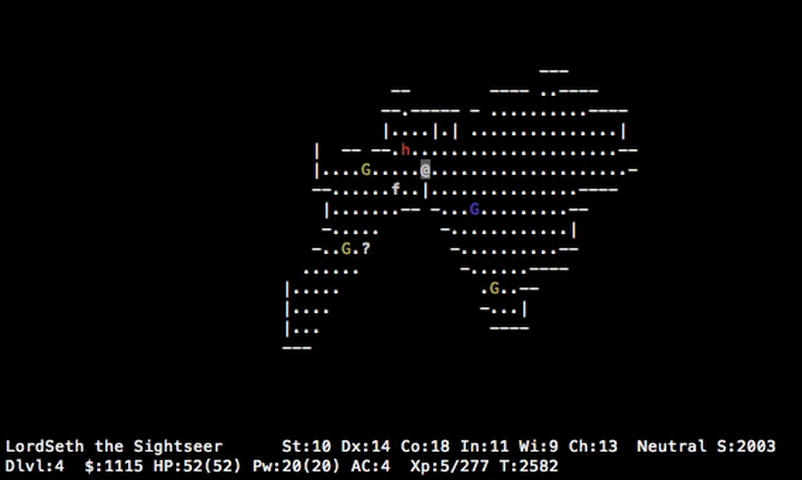 ---
-- ---- ..----
--.----- - ..........----
|....|.| ...............|
| -- --.h.....................--
|....G.....@....................-
--......f..|...............----
|.......-- -...G.........--
-..... -............|
-..G.? -..........--
...... -......----
|..... .G..--
|.... -...|
|... ----
---
LordSeth the Sightseer St:10 Dx:14 Co:18 In:11 Wi:9 Ch:13 Neutral S:2003
Dlvl:4 $:1115 HP:52(52) Pw:20(20) AC:4 Xp:5/277 T:2582